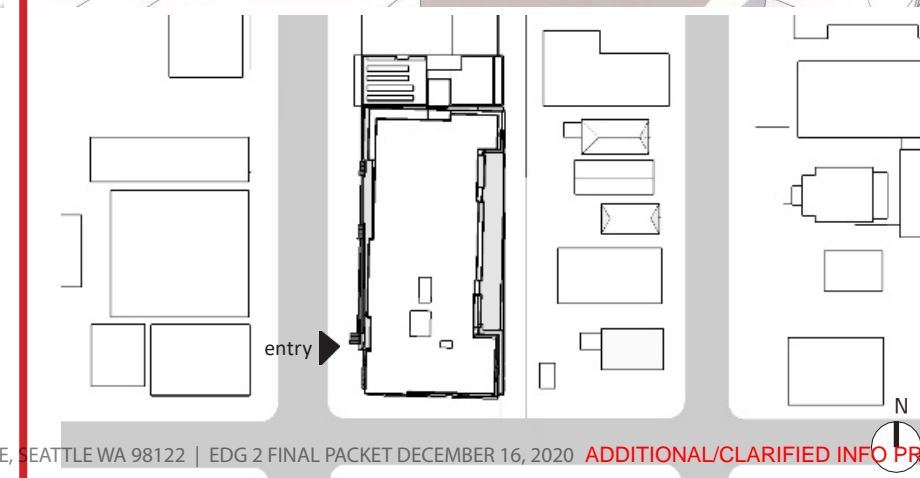 entry
N
E, SEATTLE WA 98122 | EDG 2 FINAL PACKET DECEMBER 16, 2020 ADDITIONAL/CLARIFIED INFO PR